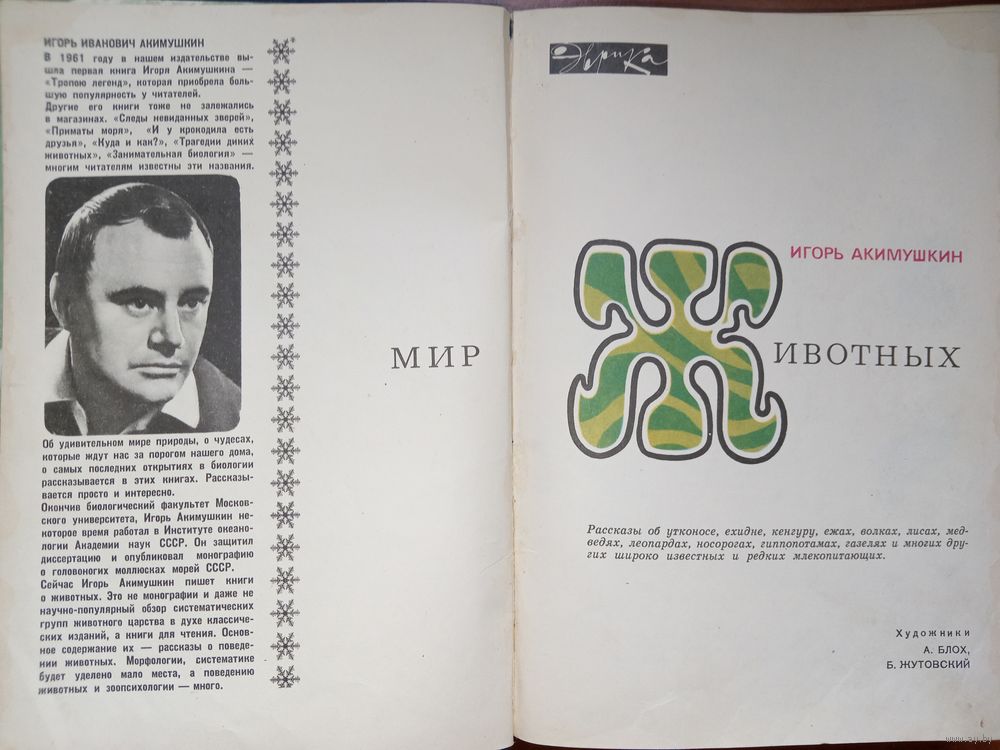 ИГОРЬ ИВАНОВИЧ АКИМУШКИН
В 1961 году в нашем издательстве вы-
шла первая книга Игоря Акимушкина —
«Тропою легенд», которая приобрела боль-
шую популярность у читателей.
Другие его книги тоже не залежались
в магазинах. «Следы невиданных зверей»,
«Приматы моря», «И у крокодила есть
друзья», «Куда и как?», «Трагедии диких
животных», «Занимательная биология» —
многим читателям известны эти названия.
Об удивительном мире природы, о чудесах,
которые ждут нас за порогом нашего дома,
о самых последних открытиях в биологии
рассказывается в этих книгах. Рассказы-
вается просто и интересно.
Окончив биологический факультет Москов-
ского университета, Игорь Акимушкин не-
которое время работал в Институте океано-
логии Академии наук СССР. Он защитил
диссертацию и опубликовал монографию
о головоногих моллюсках морей СССР.
Сейчас Игорь Акимушкин пишет книги
о животных. Это не монографии и даже не
научно-популярный обзор систематических
групп животного царства в духе классиче-
ских изданий, а книги для чтения. Основ-
ное содержание их — рассказы о поведе-
нии животных. Морфологии, систематике
будет уделено мало места, а поведению
животных и зоопсихологии — много.
Эврика
ИГОРЬ АКИМУШКИН
МИР ЖИВОТНЫХ
Рассказы об утконосе, ехидне, кенгуру, ежах, волках, лисах, мед-
ведях, леопардах, носорогах, гиппопотамах, газелях и многих дру-
гих широко известных и редких млекопитающих.
Художники
А. БЛОХ,
Б. ЖУТОВСКИЙ
www.ay.by